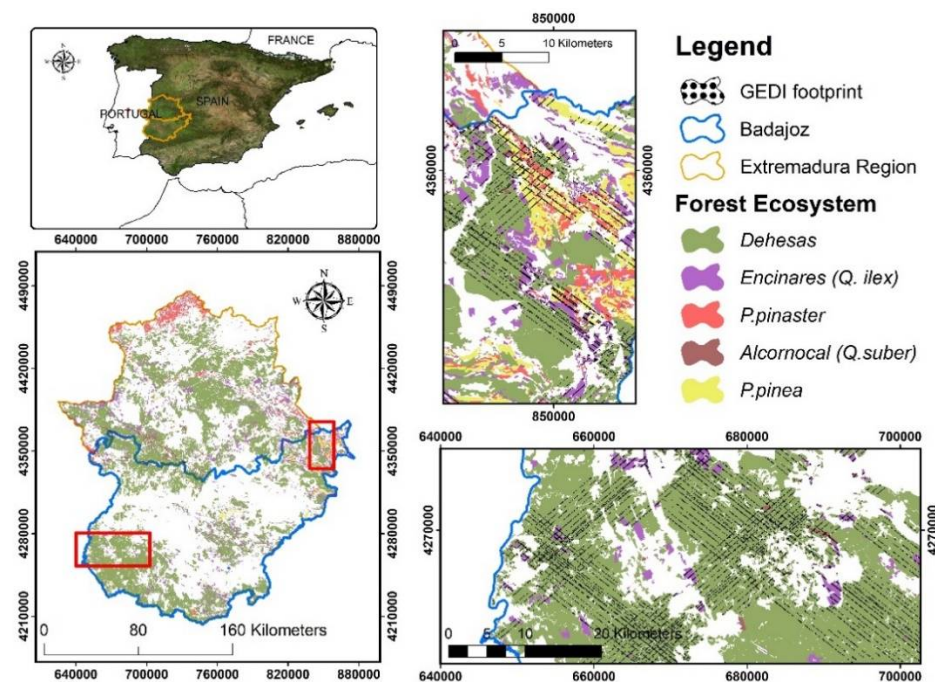 FRANCE
N
W E
S
PORTUGAL
SPAIN
640000 700000 760000 820000 880000
4490000
4420000
4350000
4280000
4210000
N
W E
S
0 80 160 Kilometers
640000 700000 760000 820000 880000
850000
0 5 10 Kilometers
4360000
4360000
850000
Legend
GEDI footprint
Badajoz
Extremadura Region
Forest Ecosystem
Dehesas
Encinares (Q. ilex)
P.pinaster
Alcornocal (Q.suber)
P.pinea
640000 660000 680000 700000
4270000
4270000
0 5 10 20 Kilometers
660000 680000 700000